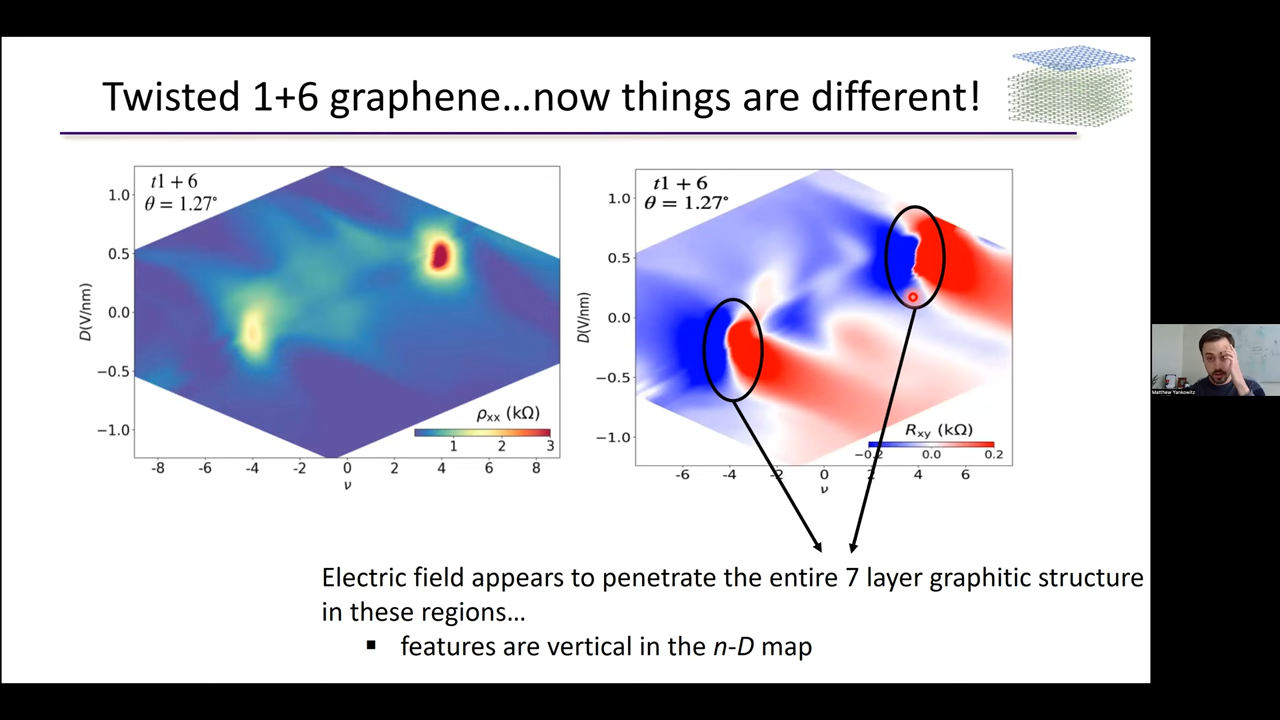 Twisted 1+6 graphene...now things are different!
t1 + 6
θ = 1.27°
D(V/nm)
1.0
0.5
0.0
−0.5
−1.0
ρxx (kΩ)
1 2 3
-8 -6 -4 -2 0 2 4 6 8
ν
t1 + 6
θ = 1.27°
D(V/nm)
1.0
0.5
0.0
−0.5
−1.0
Rxy (kΩ)
−0.2 0.0 0.2
-6 -4 -2 0 2 4 6
ν
Electric field appears to penetrate the entire 7 layer graphitic structure
in these regions...
▪ features are vertical in the n-D map
Matthew Yankowitz